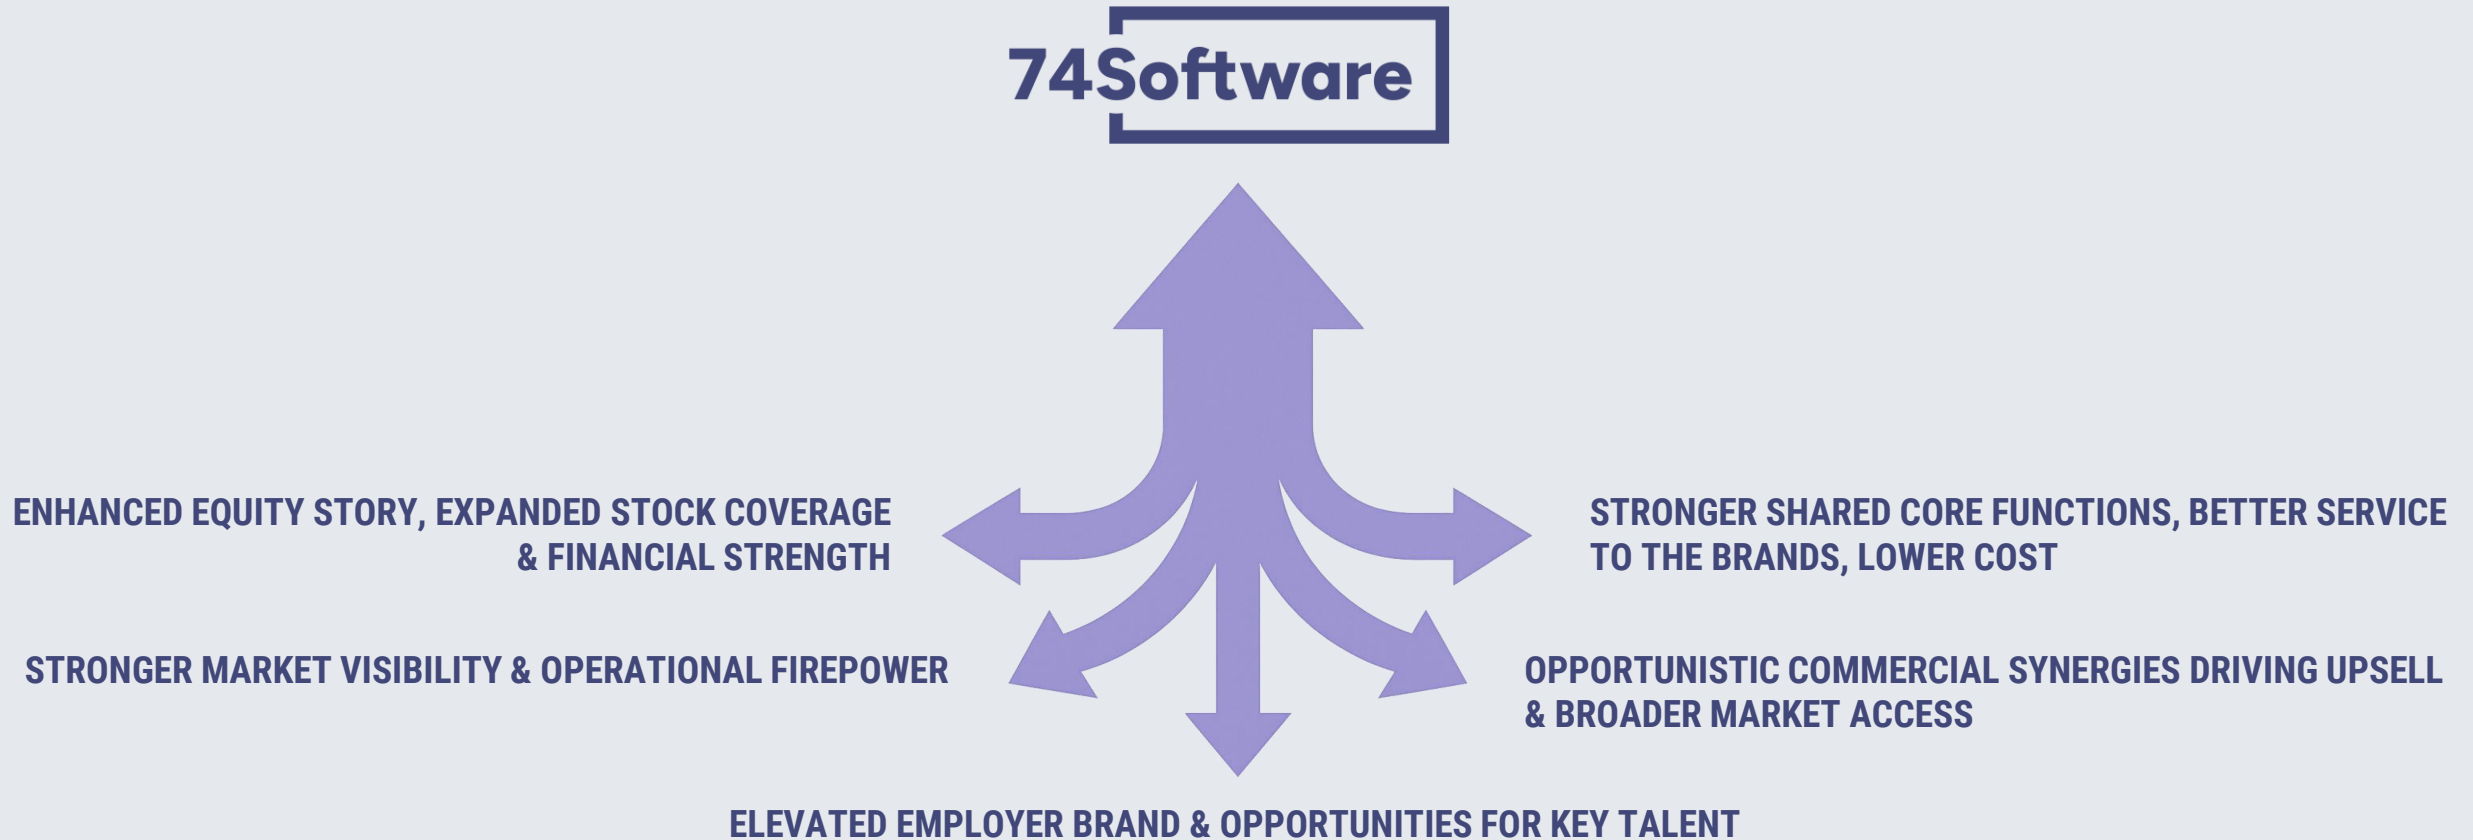 74Software
ENHANCED EQUITY STORY, EXPANDED STOCK COVERAGE
& FINANCIAL STRENGTH
STRONGER SHARED CORE FUNCTIONS, BETTER SERVICE
TO THE BRANDS, LOWER COST
STRONGER MARKET VISIBILITY & OPERATIONAL FIREPOWER
OPPORTUNISTIC COMMERCIAL SYNERGIES DRIVING UPSELL
& BROADER MARKET ACCESS
ELEVATED EMPLOYER BRAND & OPPORTUNITIES FOR KEY TALENT